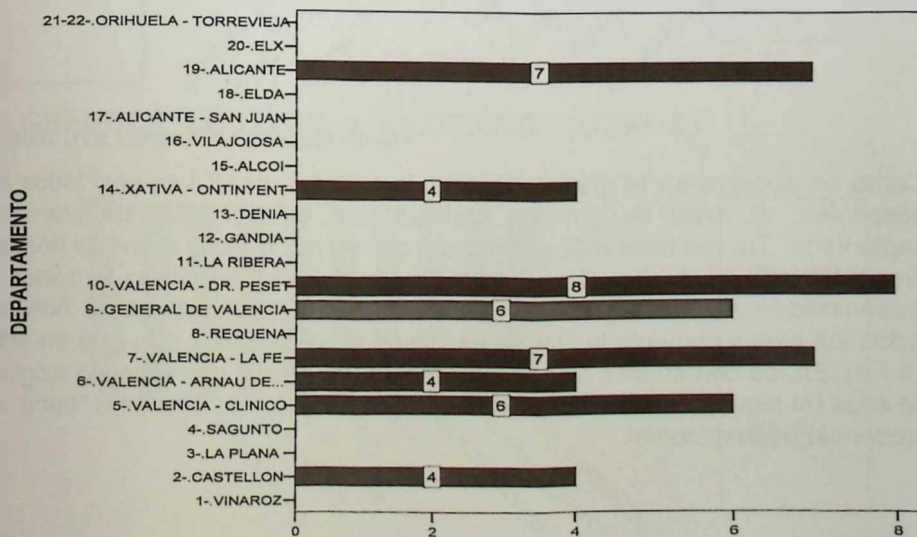 DEPARTAMENTO
21-22-.ORIHUELA - TORREVIEJA
20-.ELX
19-.ALICANTE 7
18-.ELDA
17-.ALICANTE - SAN JUAN
16-.VILAJOIOSA
15-.ALCOI
14-.XATIVA - ONTINYENT 4
13-.DENIA
12-.GANDIA
11-.LA RIBERA
10-.VALENCIA - DR. PESET 8
9-.GENERAL DE VALENCIA 6
8-.REQUENA
7-.VALENCIA - LA FE 7
6-.VALENCIA - ARNAU DE... 4
5-.VALENCIA - CLINICO 6
4-.SAGUNTO
3-.LA PLANA
2-.CASTELLON 4
1-.VINAROZ
0 2 4 6 8